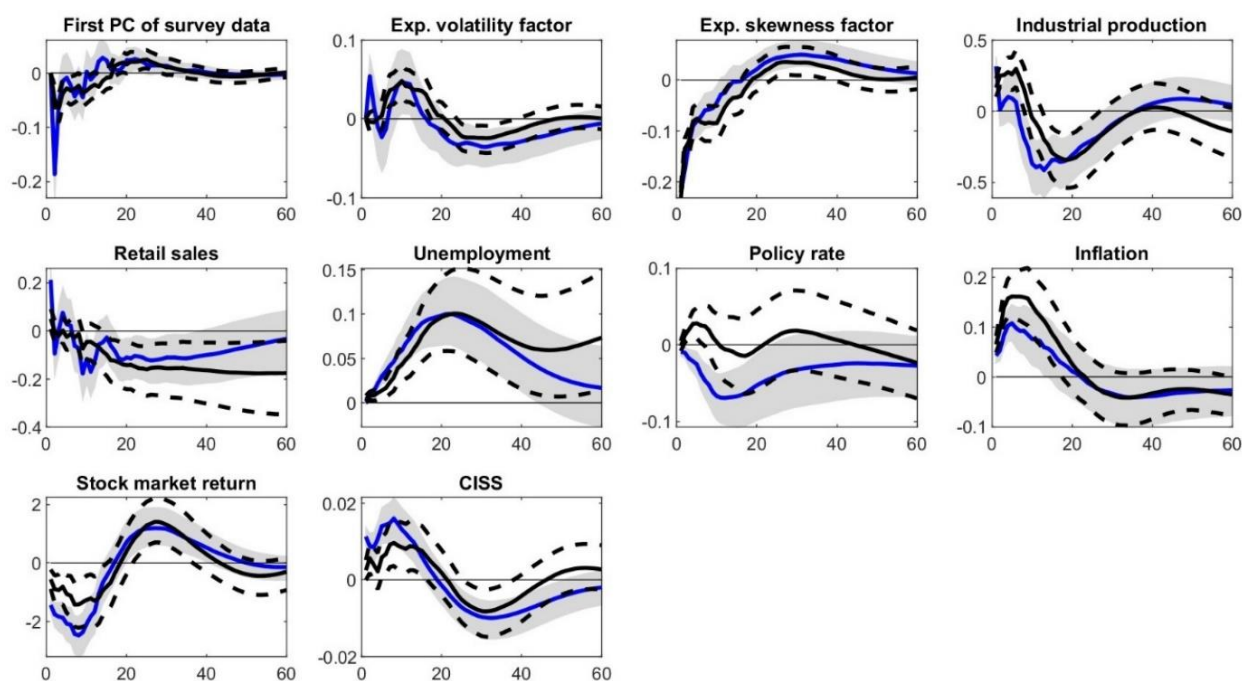 First PC of survey data
0
-0.1
-0.2
0 20 40 60
Exp. volatility factor
0.1
0
-0.1
0 20 40 60
Exp. skewness factor
0
-0.1
-0.2
0 20 40 60
Industrial production
0.5
0
-0.5
0 20 40 60
Retail sales
0.2
0
-0.2
-0.4
0 20 40 60
Unemployment
0.15
0.1
0.05
0
0 20 40 60
Policy rate
0.1
0
-0.1
0 20 40 60
Inflation
0.2
0.1
0
-0.1
0 20 40 60
Stock market return
2
0
-2
0 20 40 60
CISS
0.02
0
-0.02
0 20 40 60